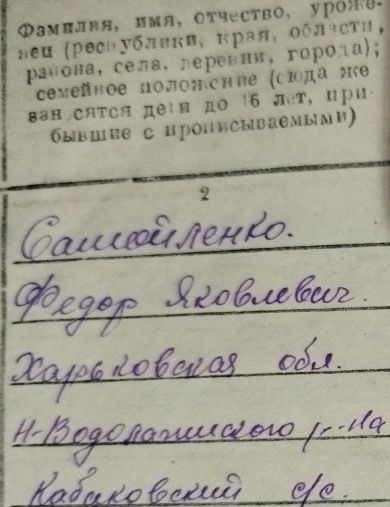 Фамилия, имя, отчество, уроже-
нец (республики, края, области,
района, села, деревни, города);
семейное положение (сюда же
заносятся дети до 16 лет, при-
бывшие с прописываемыми)
2
Самойленко.
Федор Яковлевич.
Харьковская обл.
Н-Водолажского р-на
Кабаковский с/с.